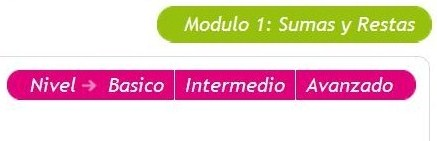 Modulo 1: Sumas y Restas
Nivel → Basico Intermedio Avanzado